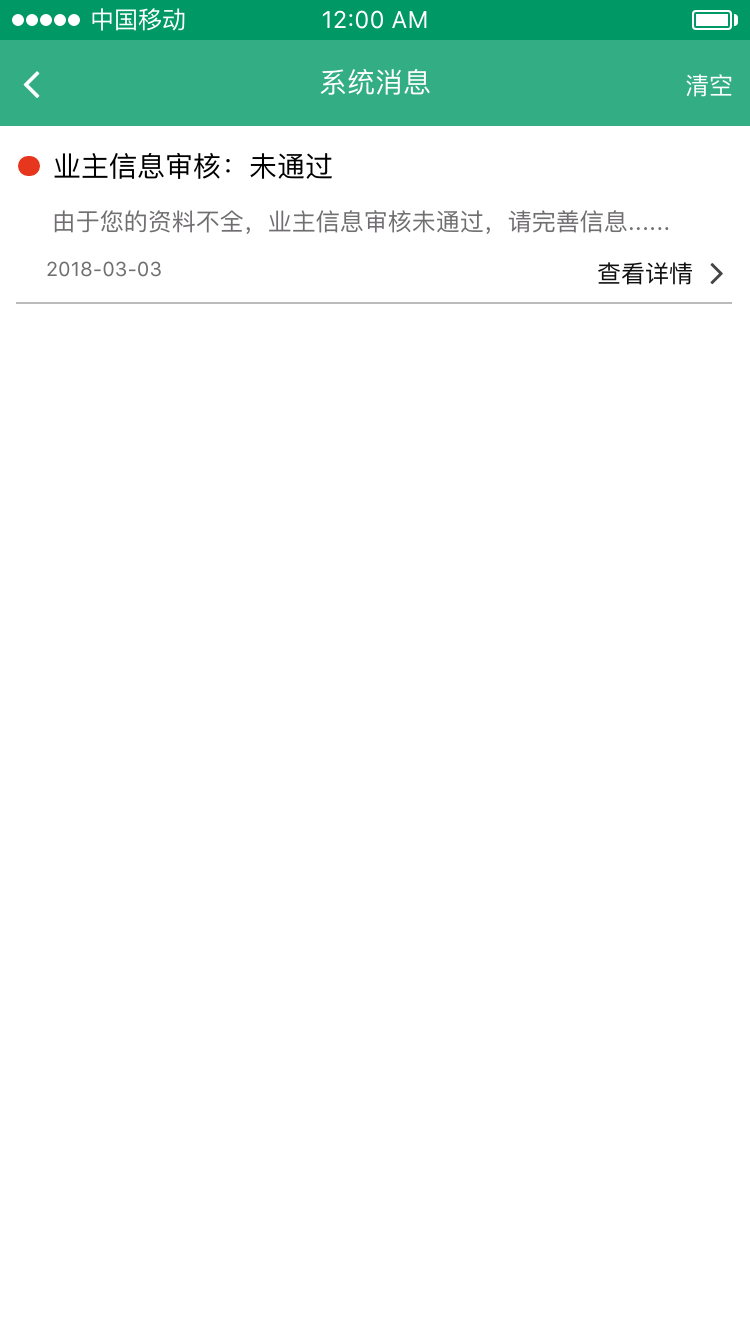 中国移动 12:00 AM
系统消息 清空
业主信息审核：未通过
由于您的资料不全，业主信息审核未通过，请完善信息......
2018-03-03 查看详情